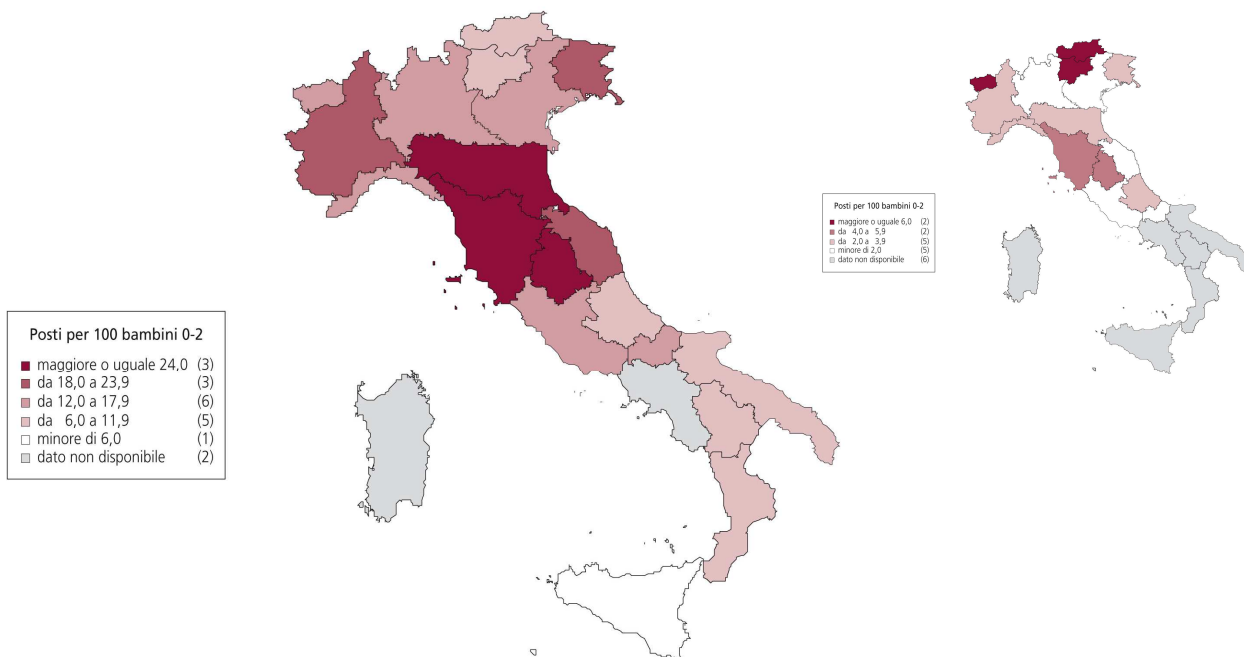 Posti per 100 bambini 0-2
maggiore o uguale 24,0 (3)
da 18,0 a 23,9 (3)
da 12,0 a 17,9 (6)
da 6,0 a 11,9 (5)
minore di 6,0 (1)
dato non disponibile (2)
Posti per 100 bambini 0-2
maggiore o uguale 6,0 (2)
da 4,0 a 5,9 (2)
da 2,0 a 3,9 (5)
minore di 2,0 (5)
dato non disponibile (6)